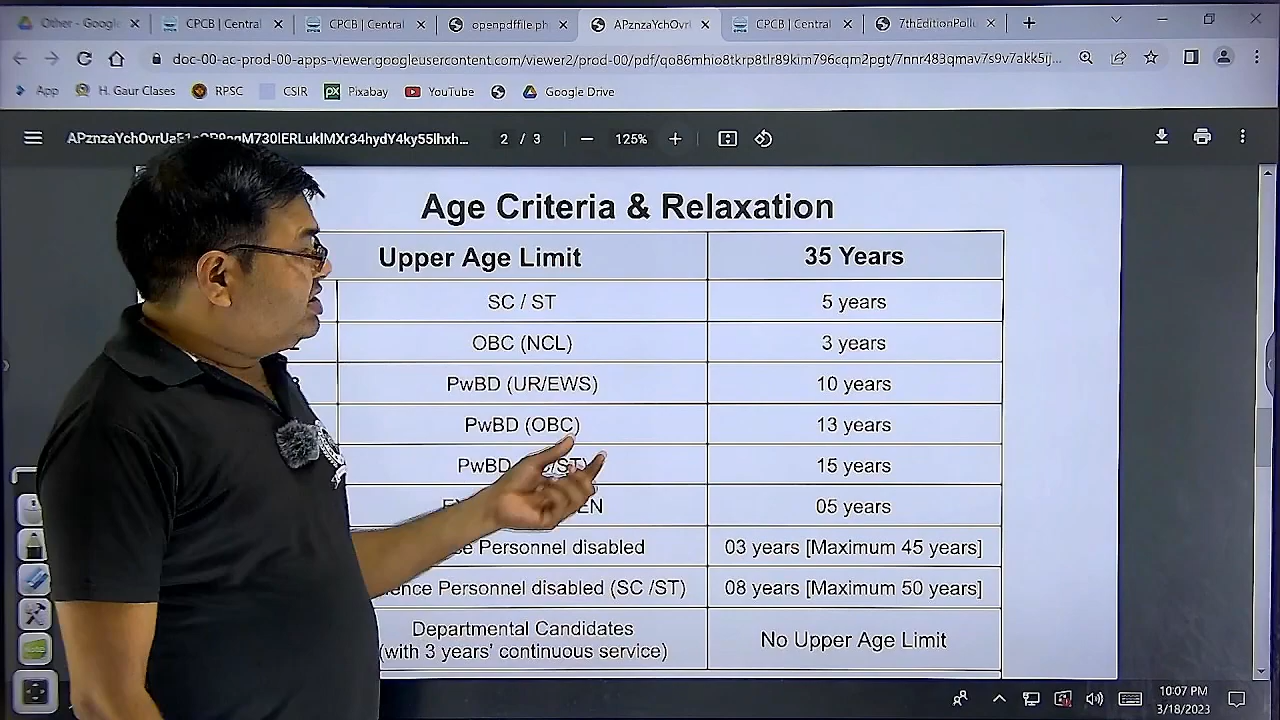 Other - Google
CPCB | Central
CPCB | Central
openpdffile.ph
APznzaYchOvrl
CPCB | Central
7thEditionPollu
doc-00-ac-prod-00-apps-viewer.googleusercontent.com/viewer2/prod-00/pdf/qo86mhio8tkrp8tlr89kim796cqm2pgt/7nnr483qmav7s9v7akk5ij...
App H. Gaur Classes RPSC CSIR px Pixabay YouTube Google Drive
2 / 3 125%
Age Criteria & Relaxation
Upper Age Limit 35 Years
SC / ST 5 years
OBC (NCL) 3 years
PwBD (UR/EWS) 10 years
PwBD (OBC) 13 years
PwBD 15 years
05 years
Personnel disabled 03 years [Maximum 45 years]
Personnel disabled (SC /ST) 08 years [Maximum 50 years]
Departmental Candidates
(with 3 years' continuous service) No Upper Age Limit
10:07 PM
3/18/2023